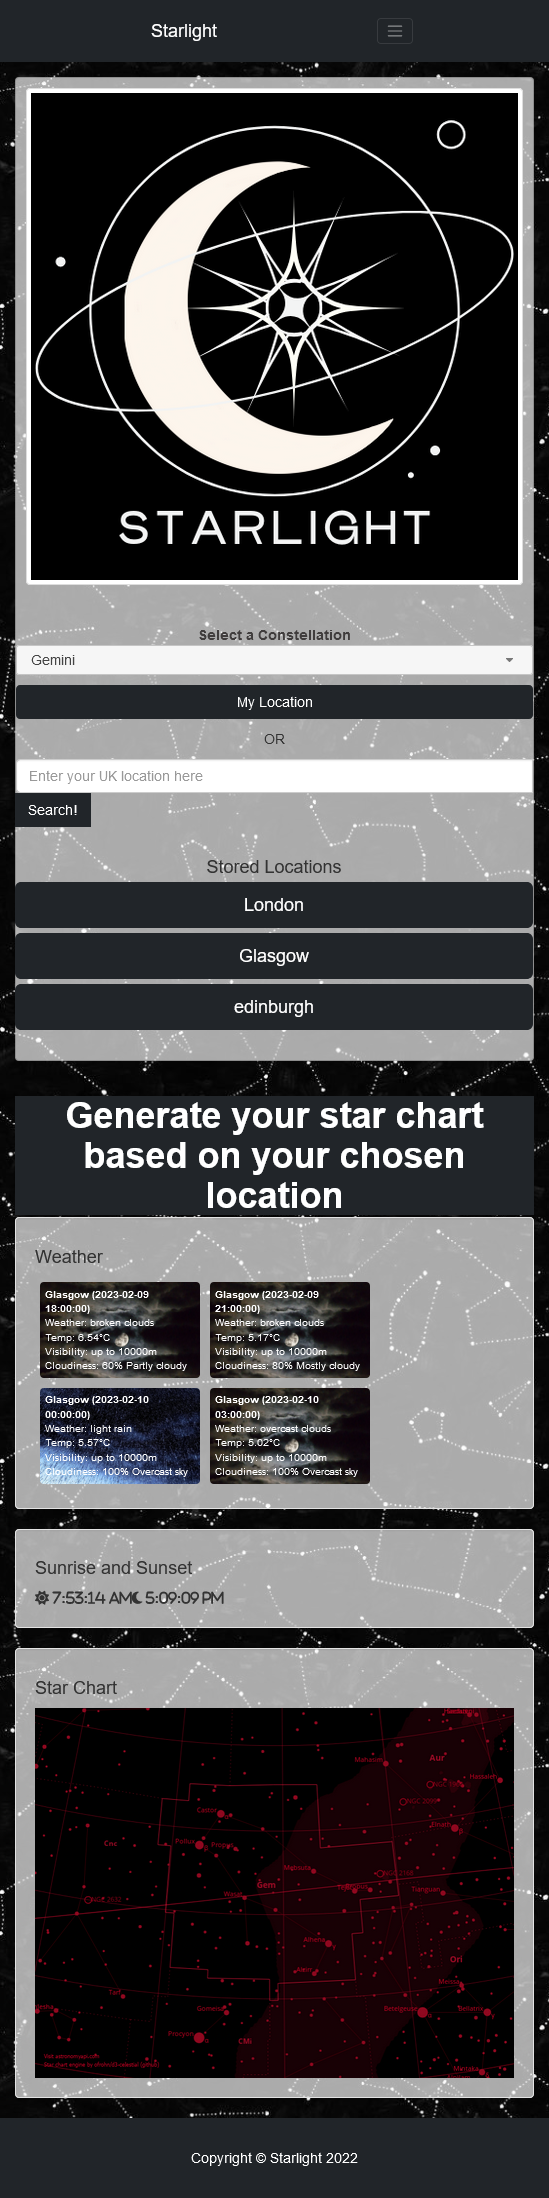 Starlight
STARLIGHT
Select a Constellation
Gemini
My Location
OR
Enter your UK location here
Search!
Stored Locations
London
Glasgow
edinburgh
Generate your star chart
based on your chosen
location
Weather
Glasgow (2023-02-09
18:00:00)
Weather: broken clouds
Temp: 6.54°C
Visibility: up to 10000m
Cloudiness: 60% Partly cloudy
Glasgow (2023-02-09
21:00:00)
Weather: broken clouds
Temp: 5.17°C
Visibility: up to 10000m
Cloudiness: 80% Mostly cloudy
Glasgow (2023-02-10
00:00:00)
Weather: light rain
Temp: 5.57°C
Visibility: up to 10000m
Cloudiness: 100% Overcast sky
Glasgow (2023-02-10
03:00:00)
Weather: overcast clouds
Temp: 5.02°C
Visibility: up to 10000m
Cloudiness: 100% Overcast sky
Sunrise and Sunset
7:53:14 AM 5:09:09 PM
Star Chart
Mahasim
Aur
Hassaleh
Castor
Elnath
Cnc
Pollux
Mebsuta
Gem
Wasat
Tianguan
Alhena
Ori
Meissa
Tarf
Gomeisa
Betelgeuse
Bellatrix
Procyon
CMi
Mintaka
Copyright © Starlight 2022